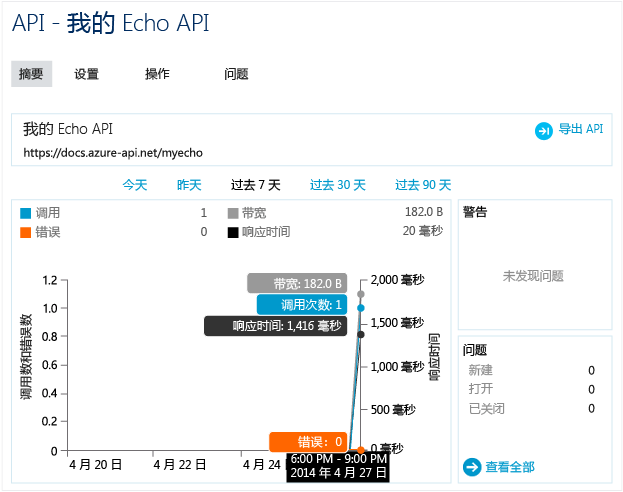 API - 我的 Echo API
摘要 设置 操作 问题
我的 Echo API
导出 API
https://docs.azure-api.net/myecho
今天 昨天 过去 7 天 过去 30 天 过去 90 天
调用 1 带宽 182.0 B
错误 0 响应时间 20 毫秒
警告
未发现问题
调用数和错误数
1.2
1.0
0.8
0.6
0.4
0.2
0
带宽: 182.0 B
调用次数: 1
响应时间: 1,416 毫秒
错误: 0
2,000 毫秒
1,500 毫秒
1,000 毫秒
500 毫秒
0 毫秒
响应时间
4 月 20 日 4 月 22 日 4 月 24 日
6:00 PM - 9:00 PM
2014 年 4 月 27 日
问题
新建 0
打开 0
已关闭 0
查看全部